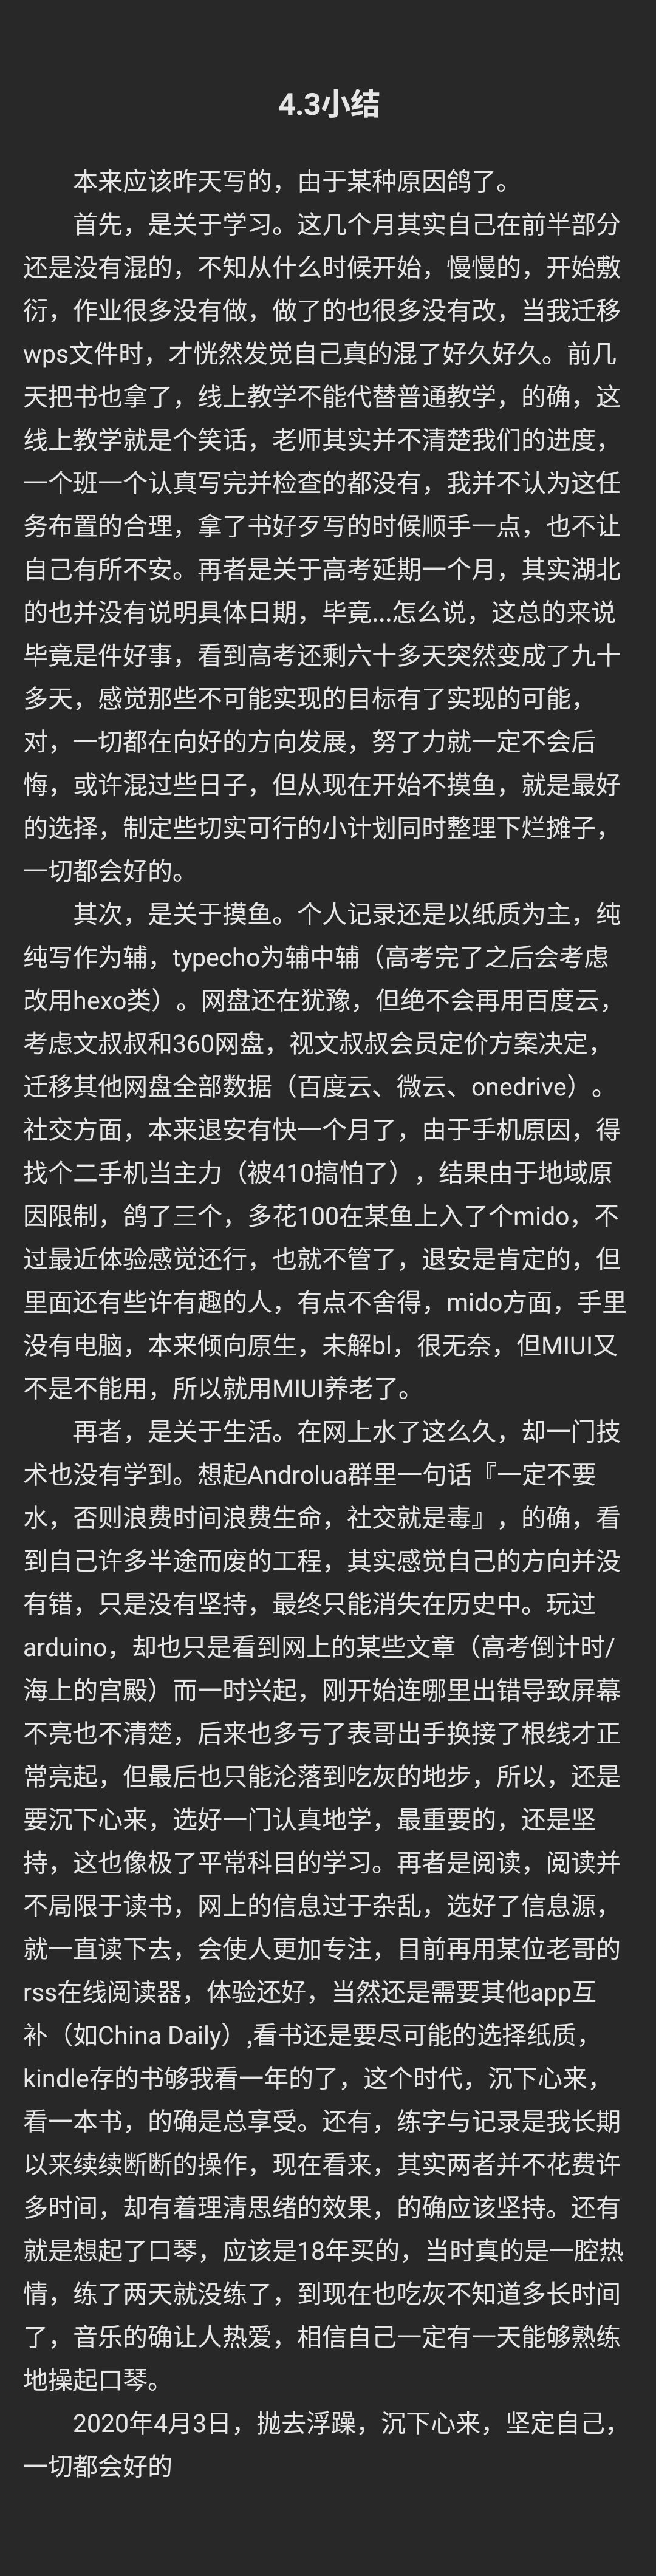 4.3小结
本来应该昨天写的，由于某种原因鸽了。
首先，是关于学习。这几个月其实自己在前半部分
还是没有混的，不知从什么时候开始，慢慢的，开始敷
衍，作业很多没有做，做了的也很多没有改，当我迁移
wps文件时，才恍然发觉自己真的混了好久好久。前几
天把书也拿了，线上教学不能代替普通教学，的确，这
线上教学就是个笑话，老师其实并不清楚我们的进度，
一个班一个认真写完并检查的都没有，我并不认为这任
务布置的合理，拿了书好歹写的时候顺手一点，也不让
自己有所不安。再者是关于高考延期一个月，其实湖北
的也并没有说明具体日期，毕竟...怎么说，这总的来说
毕竟是件好事，看到高考还剩六十多天突然变成了九十
多天，感觉那些不可能实现的目标有了实现的可能，
对，一切都在向好的方向发展，努了力就一定不会后
悔，或许混过些日子，但从现在开始不摸鱼，就是最好
的选择，制定些切实可行的小计划同时整理下烂摊子，
一切都会好的。
其次，是关于摸鱼。个人记录还是以纸质为主，纯
纯写作为辅，typecho为辅中辅（高考完了之后会考虑
改用hexo类）。网盘还在犹豫，但绝不会再用百度云，
考虑文叔叔和360网盘，视文叔叔会员定价方案决定，
迁移其他网盘全部数据（百度云、微云、onedrive）。
社交方面，本来退安有快一个月了，由于手机原因，得
找个二手机当主力（被410搞怕了），结果由于地域原
因限制，鸽了三个，多花100在某鱼上入了个mido，不
过最近体验感觉还行，也就不管了，退安是肯定的，但
里面还有些许有趣的人，有点不舍得，mido方面，手里
没有电脑，本来倾向原生，未解bl，很无奈，但MIUI又
不是不能用，所以就用MIUI养老了。
再者，是关于生活。在网上水了这么久，却一门技
术也没有学到。想起Androlua群里一句话『一定不要
水，否则浪费时间浪费生命，社交就是毒』，的确，看
到自己许多半途而废的工程，其实感觉自己的方向并没
有错，只是没有坚持，最终只能消失在历史中。玩过
arduino，却也只是看到网上的某些文章（高考倒计时/
海上的宫殿）而一时兴起，刚开始连哪里出错导致屏幕
不亮也不清楚，后来也多亏了表哥出手换接了根线才正
常亮起，但最后也只能沦落到吃灰的地步，所以，还是
要沉下心来，选好一门认真地学，最重要的，还是坚
持，这也像极了平常科目的学习。再者是阅读，阅读并
不局限于读书，网上的信息过于杂乱，选好了信息源，
就一直读下去，会使人更加专注，目前再用某位老哥的
rss在线阅读器，体验还好，当然还是需要其他app互
补（如China Daily）,看书还是要尽可能的选择纸质，
kindle存的书够我看一年的了，这个时代，沉下心来，
看一本书，的确是总享受。还有，练字与记录是我长期
以来续续断断的操作，现在看来，其实两者并不花费许
多时间，却有着理清思绪的效果，的确应该坚持。还有
就是想起了口琴，应该是18年买的，当时真的是一腔热
情，练了两天就没练了，到现在也吃灰不知道多长时间
了，音乐的确让人热爱，相信自己一定有一天能够熟练
地操起口琴。
2020年4月3日，抛去浮躁，沉下心来，坚定自己，
一切都会好的